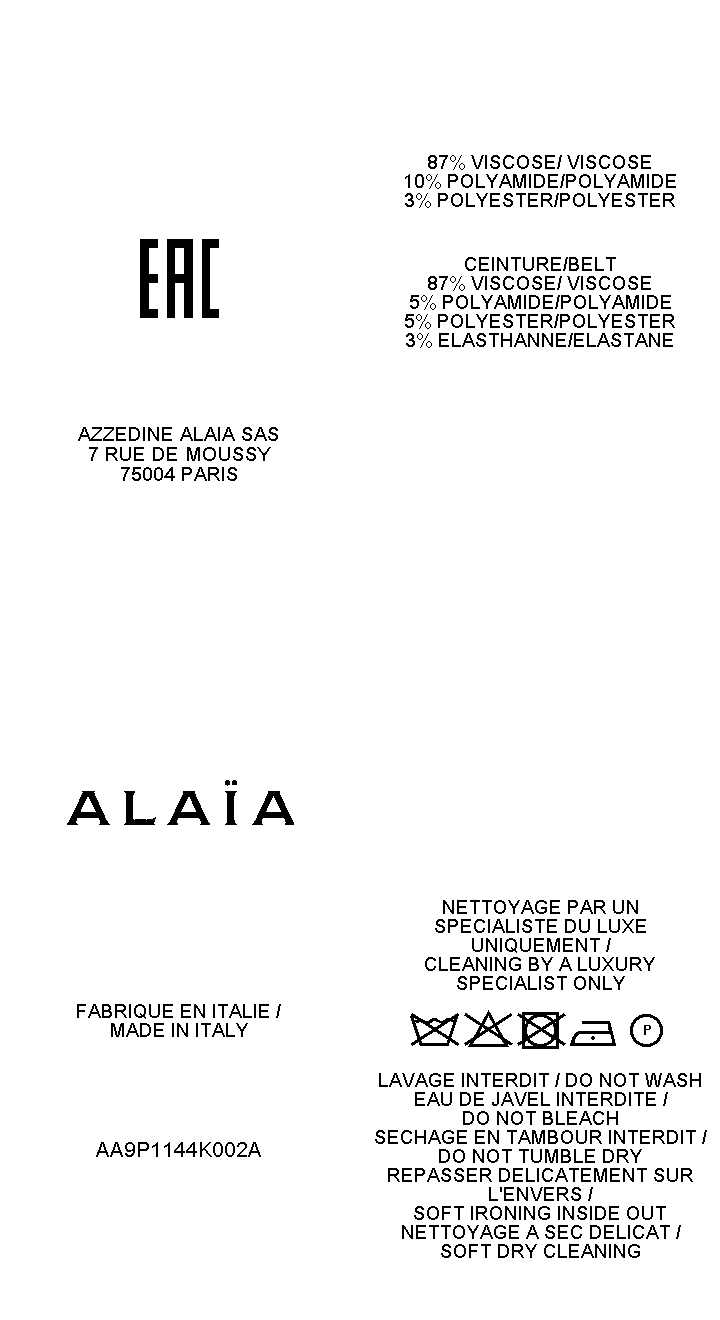 87% VISCOSE/ VISCOSE
10% POLYAMIDE/POLYAMIDE
3% POLYESTER/POLYESTER
EAC
CEINTURE/BELT
87% VISCOSE/ VISCOSE
5% POLYAMIDE/POLYAMIDE
5% POLYESTER/POLYESTER
3% ELASTHANNE/ELASTANE
AZZEDINE ALAIA SAS
7 RUE DE MOUSSY
75004 PARIS
ALAÏA
NETTOYAGE PAR UN
SPECIALISTE DU LUXE
UNIQUEMENT /
CLEANING BY A LUXURY
SPECIALIST ONLY
FABRIQUE EN ITALIE /
MADE IN ITALY
P
LAVAGE INTERDIT / DO NOT WASH
EAU DE JAVEL INTERDITE /
DO NOT BLEACH
SECHAGE EN TAMBOUR INTERDIT /
DO NOT TUMBLE DRY
REPASSER DELICATEMENT SUR
L'ENVERS /
SOFT IRONING INSIDE OUT
NETTOYAGE A SEC DELICAT /
SOFT DRY CLEANING
AA9P1144K002A